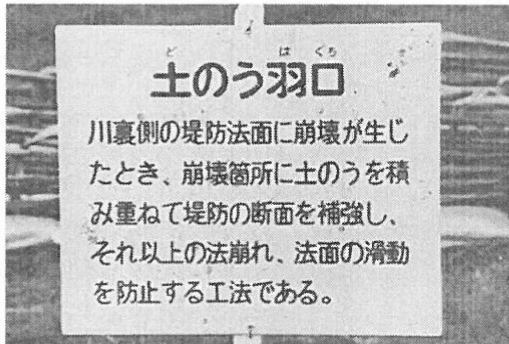 ど は ぐち
土のう羽口
川裏側の堤防法面に崩壊が生じ
たとき、崩壊箇所に土のうを積
み重ねて堤防の断面を補強し、
それ以上の法崩れ、法面の滑動
を防止する工法である。